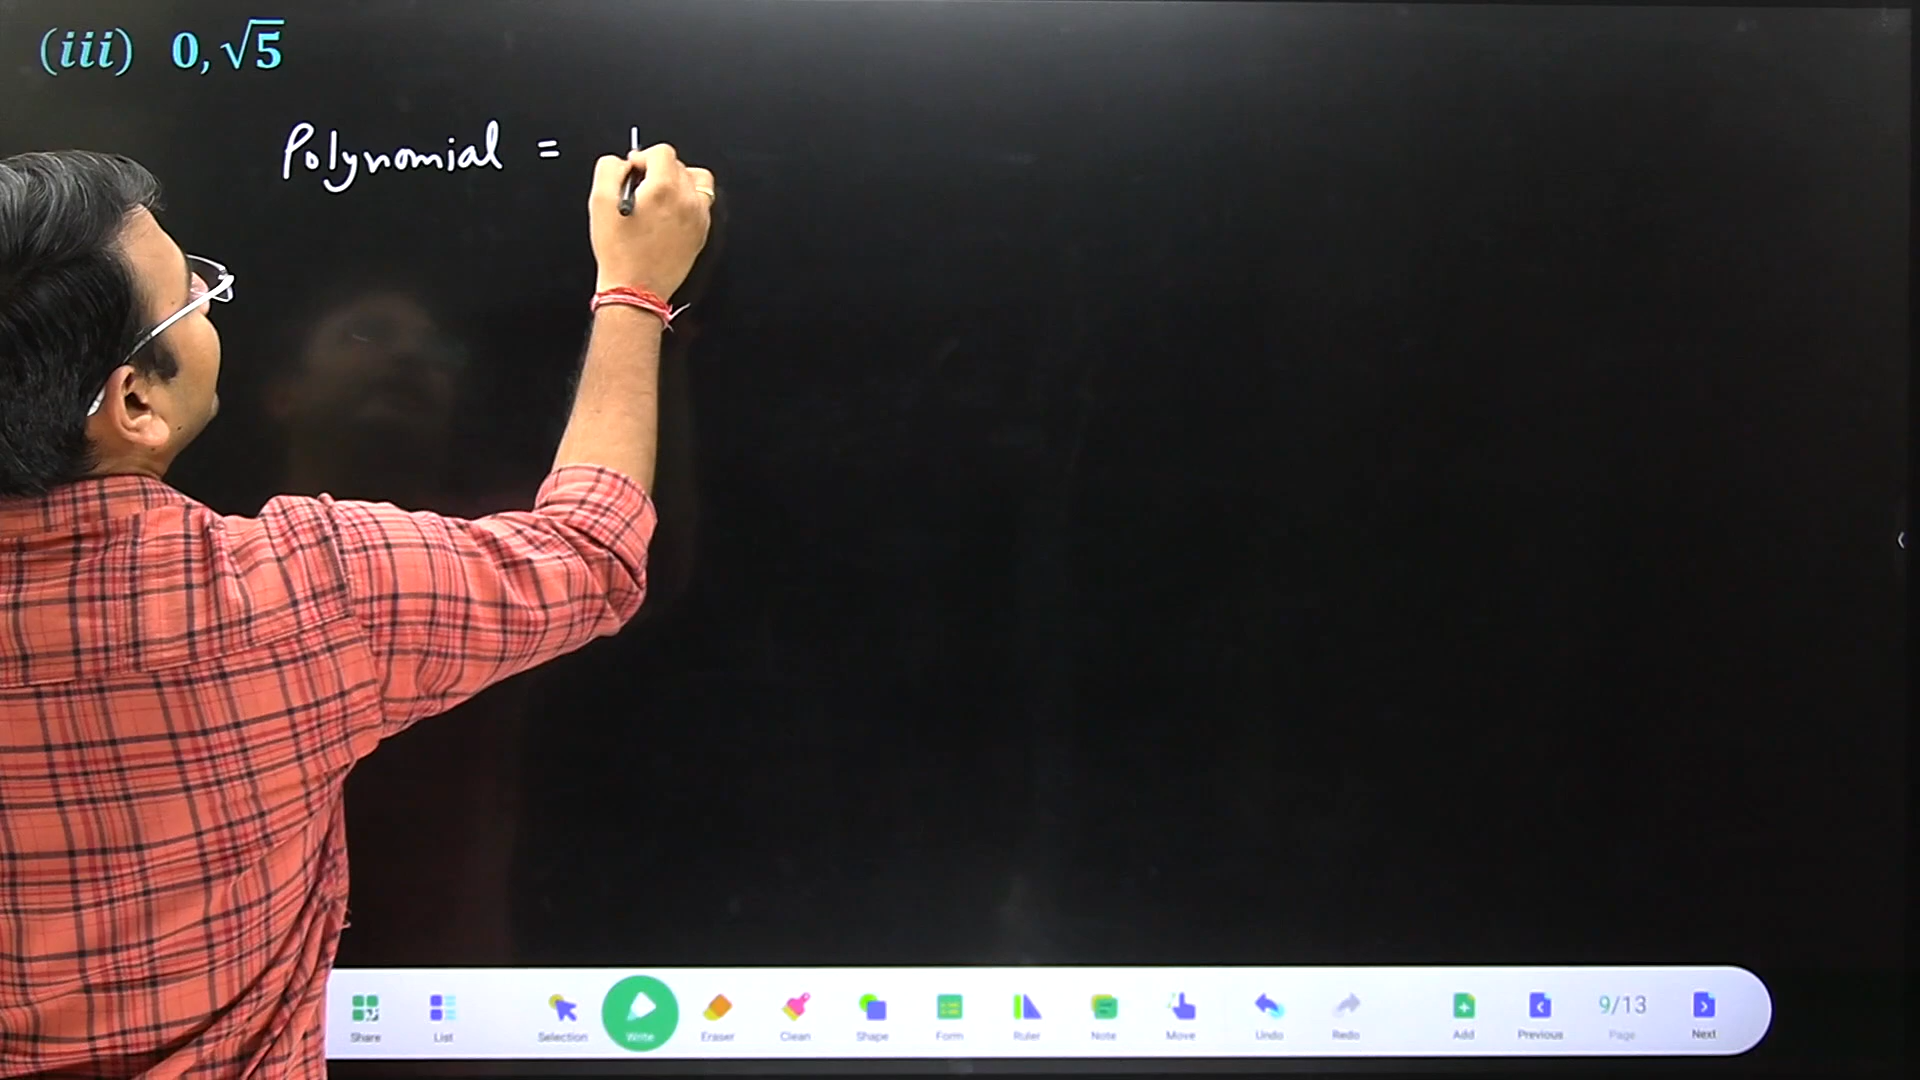 (iii) 0, √5
Polynomial =
Share List Selection Write Eraser Clean Shape Form Ruler Note Move Undo Redo Add Previous 9/13 Page Next